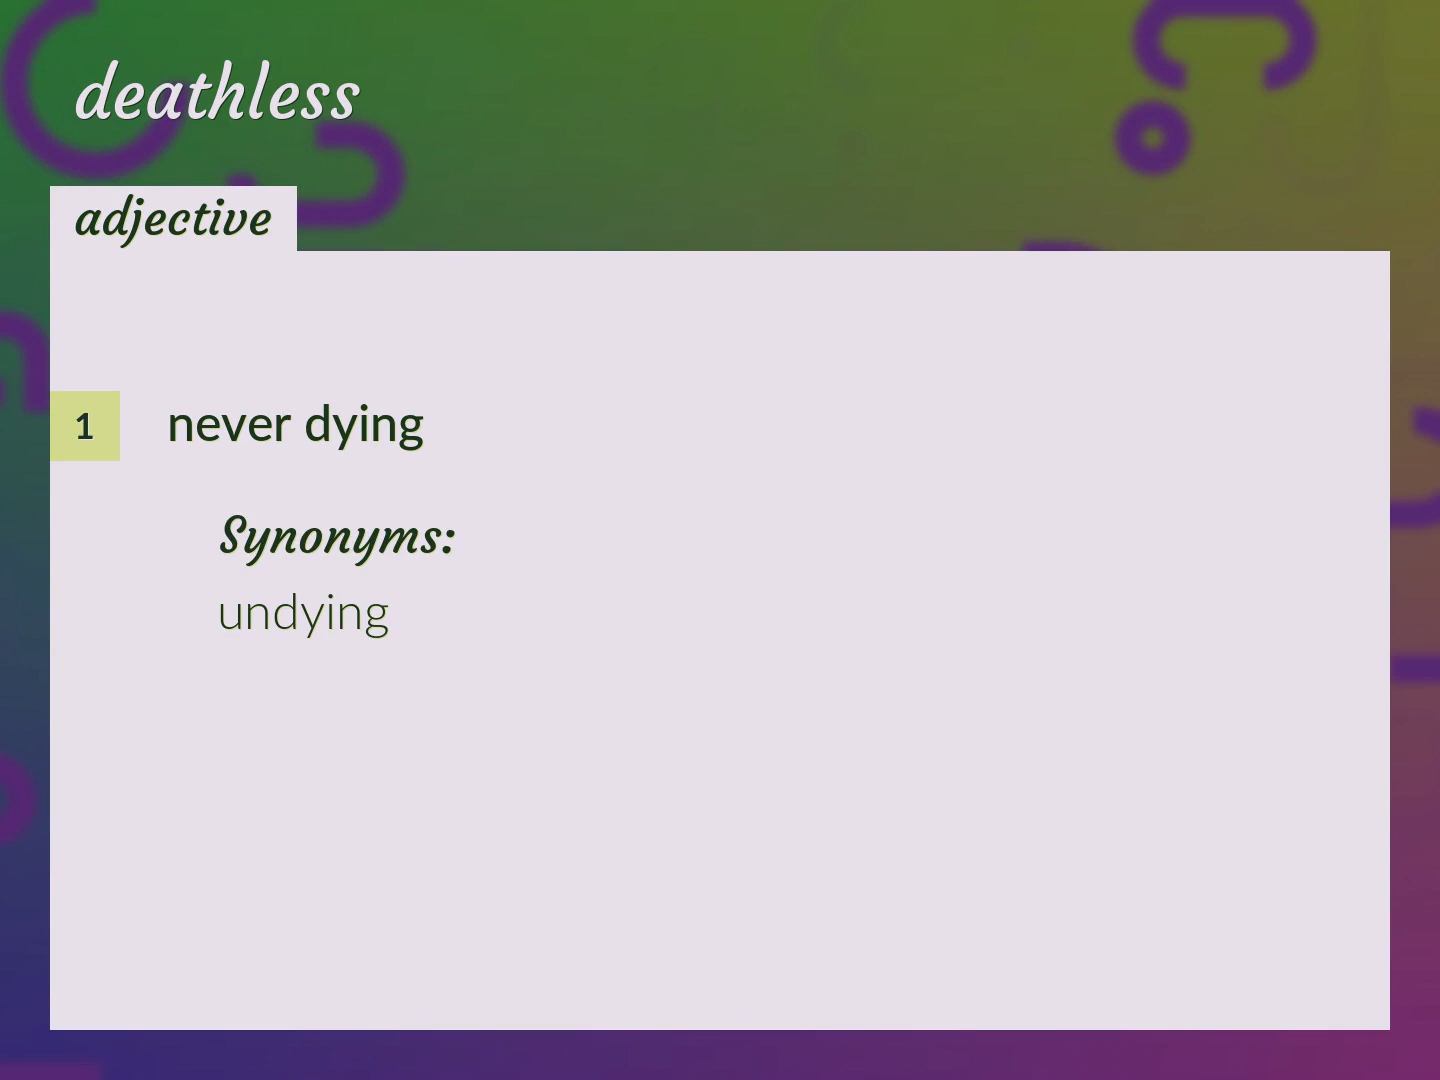 deathless
adjective
1 never dying
Synonyms:
undying